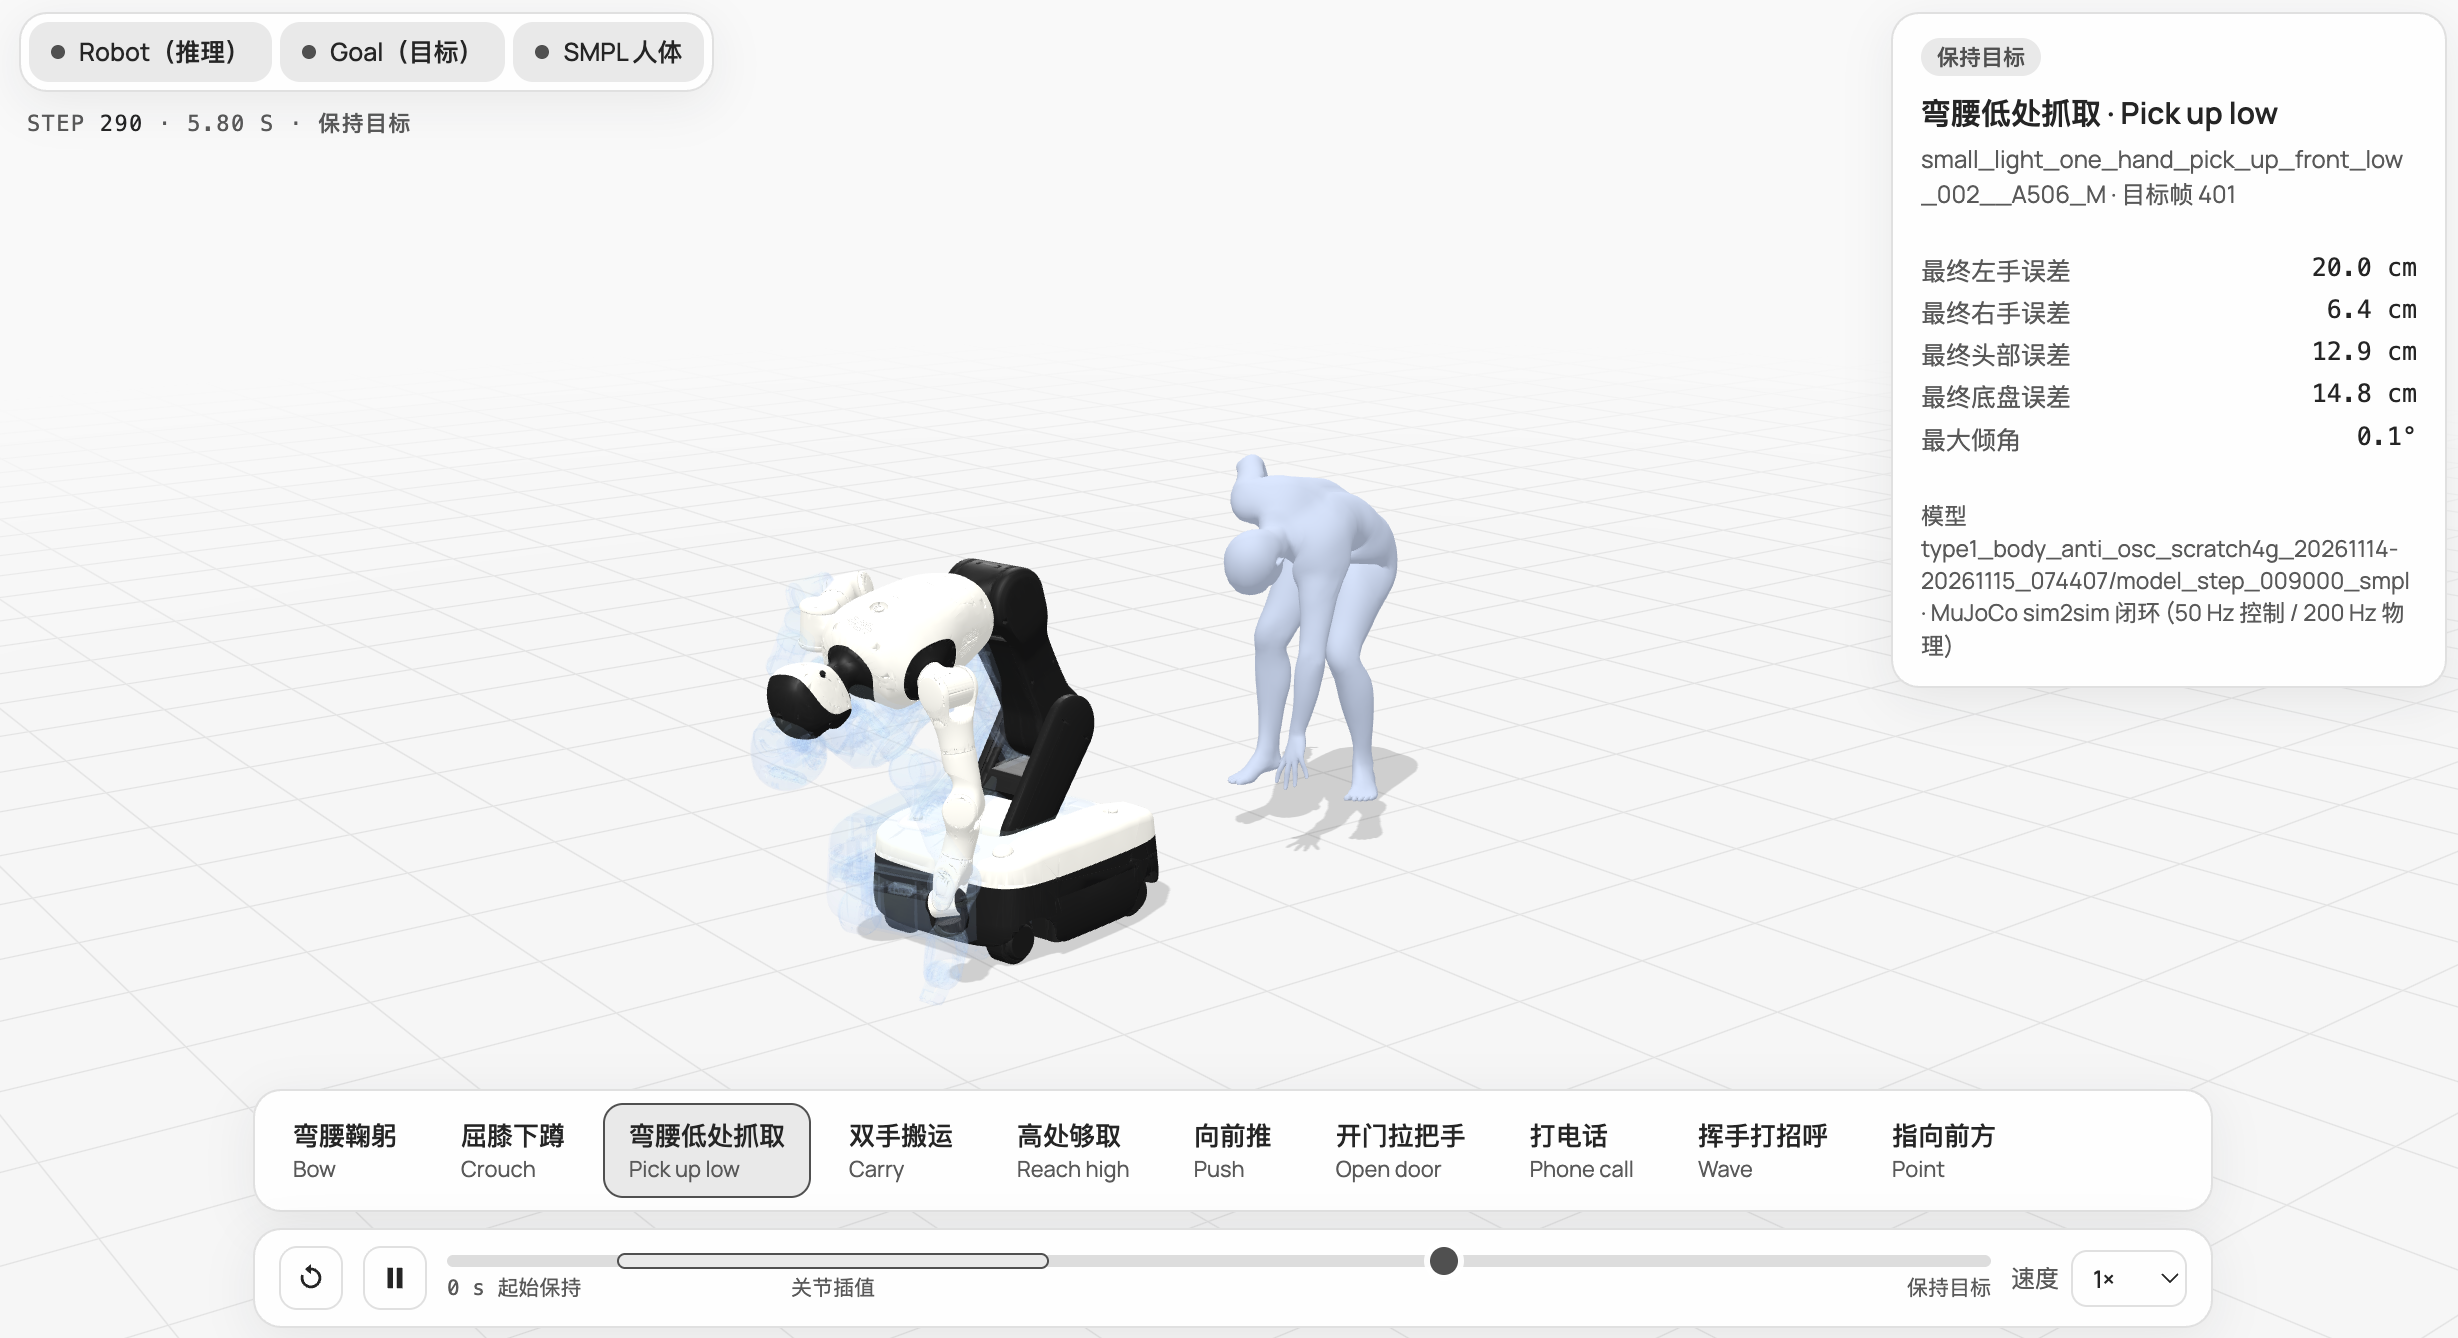 Robot（推理）
Goal（目标）
SMPL 人体
STEP 290 · 5.80 S · 保持目标
保持目标
弯腰低处抓取 · Pick up low
small_light_one_hand_pick_up_front_low
_002__A506_M · 目标帧 401
最终左手误差 20.0 cm
最终右手误差 6.4 cm
最终头部误差 12.9 cm
最终底盘误差 14.8 cm
最大倾角 0.1°
模型
type1_body_anti_osc_scratch4g_20261114-
20261115_074407/model_step_009000_smpl
· MuJoCo sim2sim 闭环 (50 Hz 控制 / 200 Hz 物
理)
弯腰鞠躬
Bow
屈膝下蹲
Crouch
弯腰低处抓取
Pick up low
双手搬运
Carry
高处够取
Reach high
向前推
Push
开门拉把手
Open door
打电话
Phone call
挥手打招呼
Wave
指向前方
Point
0 s 起始保持
关节插值
保持目标
速度
1×